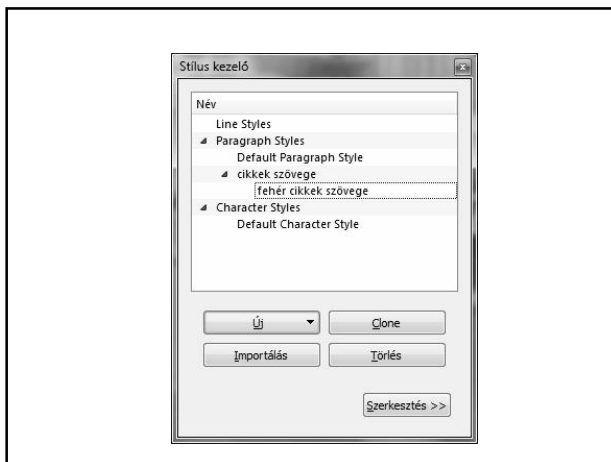 Stílus kezelő
Név
Line Styles
Paragraph Styles
Default Paragraph Style
cikkek szövege
fehér cikkek szövege
Character Styles
Default Character Style
Új
Clone
Importálás
Törlés
Szerkesztés >>